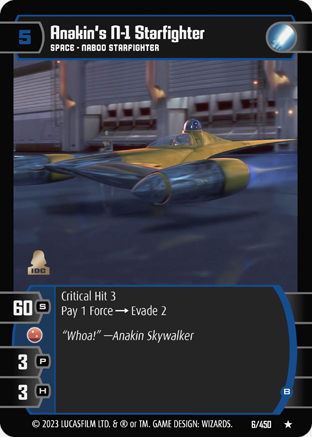 5
Anakin's N-1 Starfighter
SPACE - NABOO STARFIGHTER
IDC
60 S
Critical Hit 3
Pay 1 Force → Evade 2
"Whoa!" —Anakin Skywalker
3 P
3 H
B
© 2023 LUCASFILM LTD. & ® or TM. GAME DESIGN: WIZARDS.
6/450